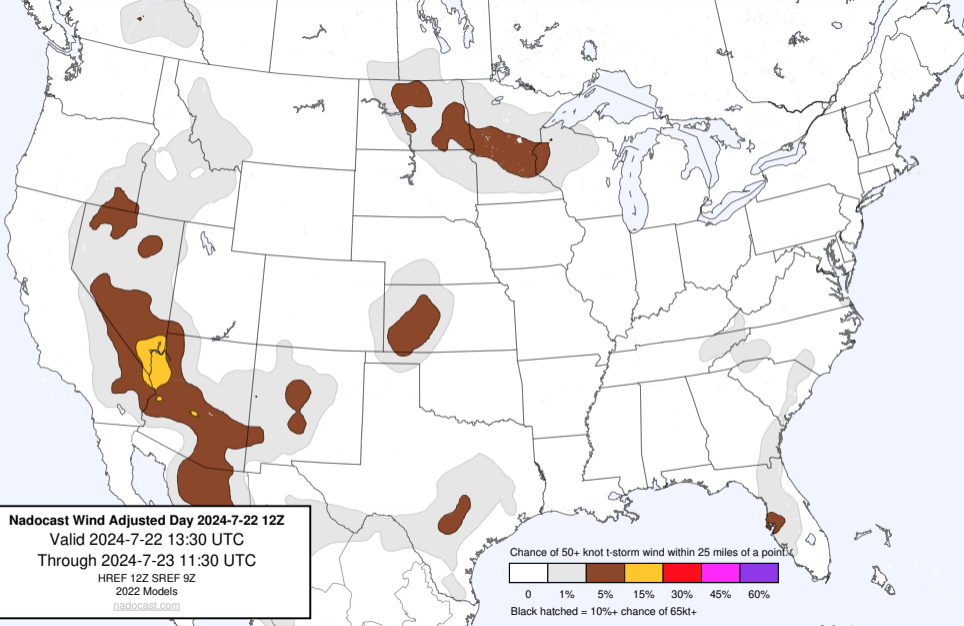 Nadocast Wind Adjusted Day 2024-7-22 12Z
Valid 2024-7-22 13:30 UTC
Through 2024-7-23 11:30 UTC
HREF 12Z SREF 9Z
2022 Models
nadocast.com
Chance of 50+ knot t-storm wind within 25 miles of a point.
0 1% 5% 15% 30% 45% 60%
Black hatched = 10%+ chance of 65kt+